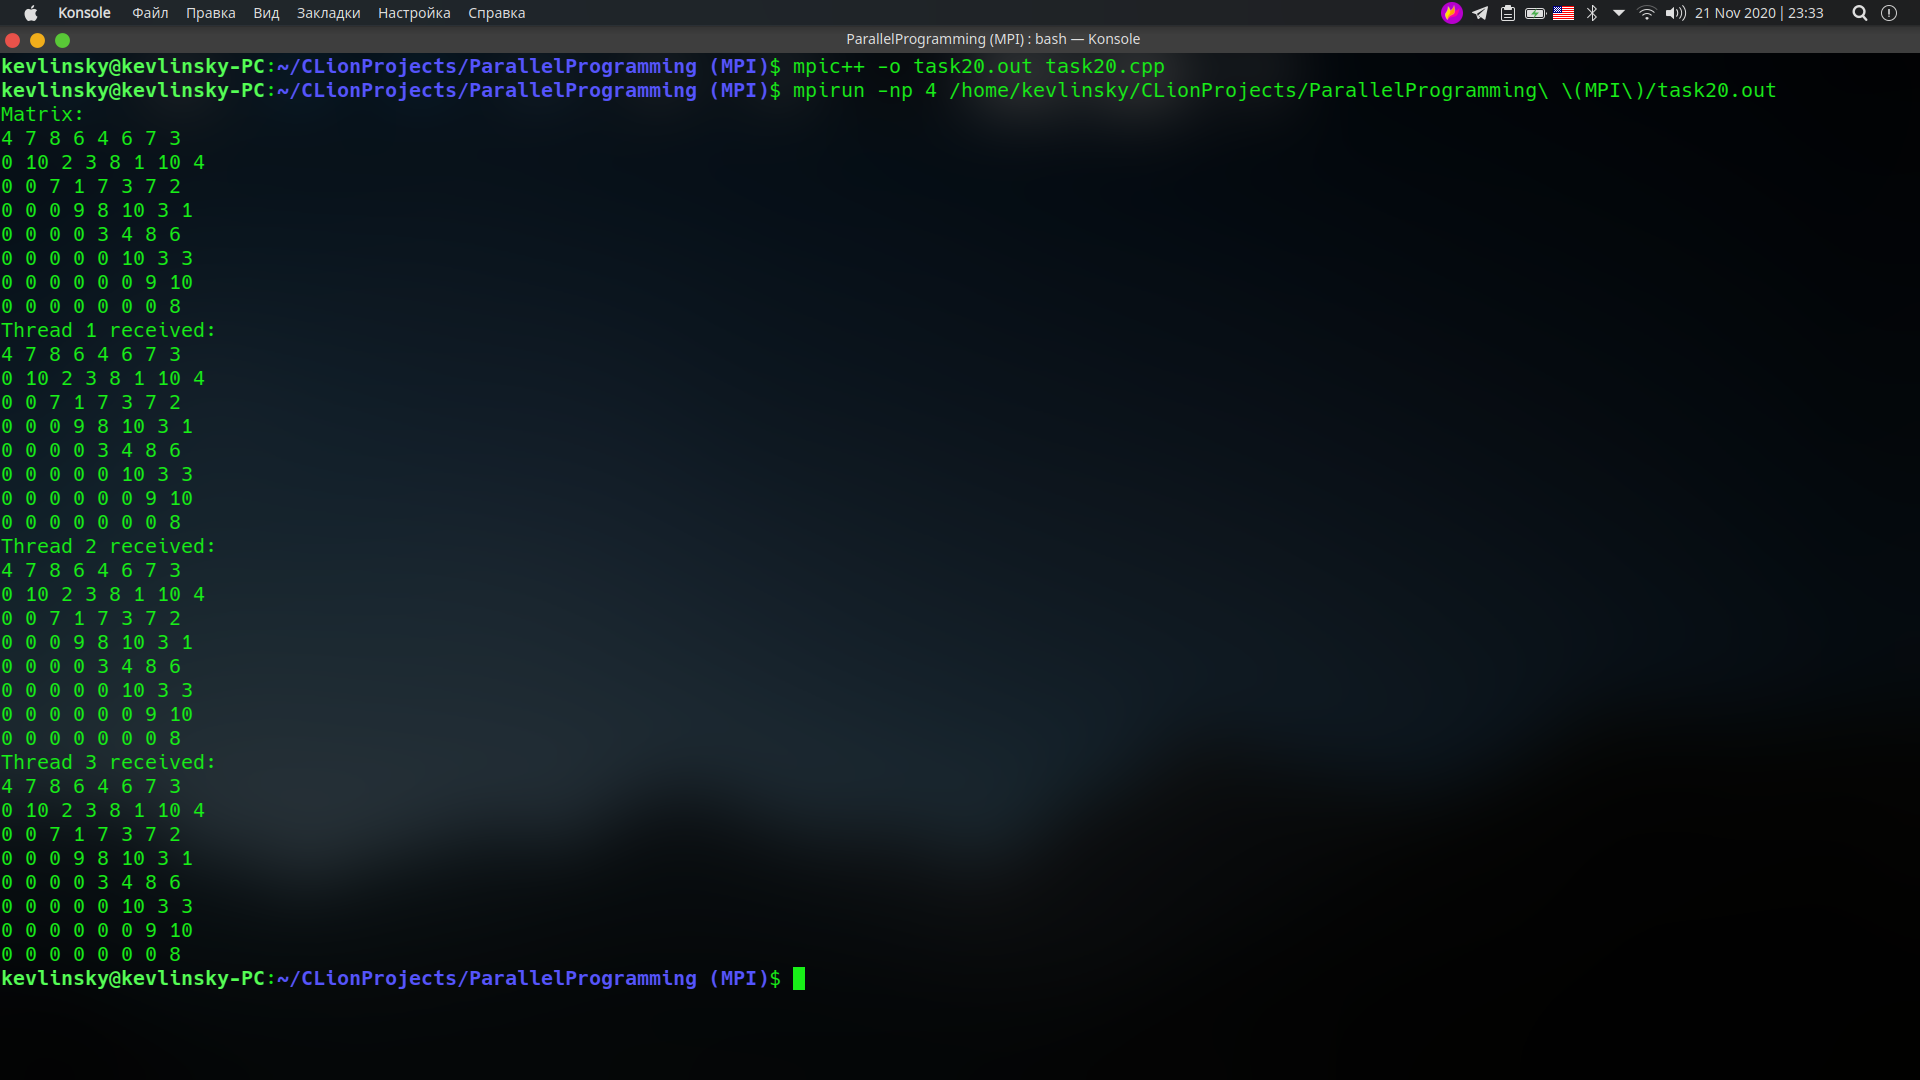 Konsole Файл Правка Вид Закладки Настройка Справка 21 Nov 2020 | 23:33
ParallelProgramming (MPI) : bash — Konsole
kevlinsky@kevlinsky-PC:~/CLionProjects/ParallelProgramming (MPI)$ mpic++ -o task20.out task20.cpp
kevlinsky@kevlinsky-PC:~/CLionProjects/ParallelProgramming (MPI)$ mpirun -np 4 /home/kevlinsky/CLionProjects/ParallelProgramming\ \(MPI\)/task20.out
Matrix:
4 7 8 6 4 6 7 3
0 10 2 3 8 1 10 4
0 0 7 1 7 3 7 2
0 0 0 9 8 10 3 1
0 0 0 0 3 4 8 6
0 0 0 0 0 10 3 3
0 0 0 0 0 0 9 10
0 0 0 0 0 0 0 8
Thread 1 received:
4 7 8 6 4 6 7 3
0 10 2 3 8 1 10 4
0 0 7 1 7 3 7 2
0 0 0 9 8 10 3 1
0 0 0 0 3 4 8 6
0 0 0 0 0 10 3 3
0 0 0 0 0 0 9 10
0 0 0 0 0 0 0 8
Thread 2 received:
4 7 8 6 4 6 7 3
0 10 2 3 8 1 10 4
0 0 7 1 7 3 7 2
0 0 0 9 8 10 3 1
0 0 0 0 3 4 8 6
0 0 0 0 0 10 3 3
0 0 0 0 0 0 9 10
0 0 0 0 0 0 0 8
Thread 3 received:
4 7 8 6 4 6 7 3
0 10 2 3 8 1 10 4
0 0 7 1 7 3 7 2
0 0 0 9 8 10 3 1
0 0 0 0 3 4 8 6
0 0 0 0 0 10 3 3
0 0 0 0 0 0 9 10
0 0 0 0 0 0 0 8
kevlinsky@kevlinsky-PC:~/CLionProjects/ParallelProgramming (MPI)$